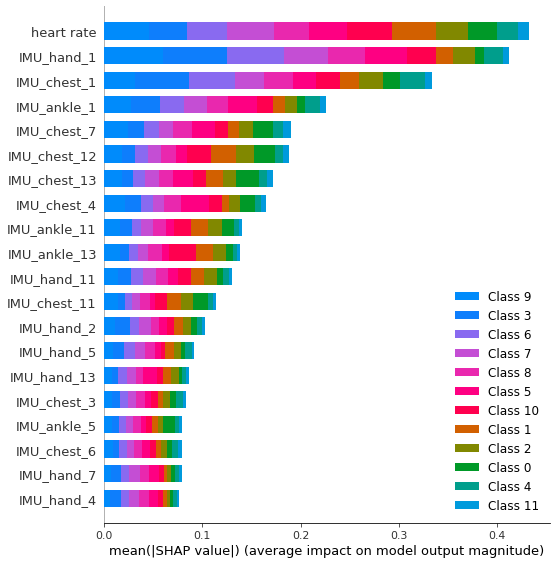 heart rate
IMU_hand_1
IMU_chest_1
IMU_ankle_1
IMU_chest_7
IMU_chest_12
IMU_chest_13
IMU_chest_4
IMU_ankle_11
IMU_ankle_13
IMU_hand_11
IMU_chest_11
IMU_hand_2
IMU_hand_5
IMU_hand_13
IMU_chest_3
IMU_ankle_5
IMU_chest_6
IMU_hand_7
IMU_hand_4
Class 9
Class 3
Class 6
Class 7
Class 8
Class 5
Class 10
Class 1
Class 2
Class 0
Class 4
Class 11
0.0 0.1 0.2 0.3 0.4
mean(|SHAP value|) (average impact on model output magnitude)